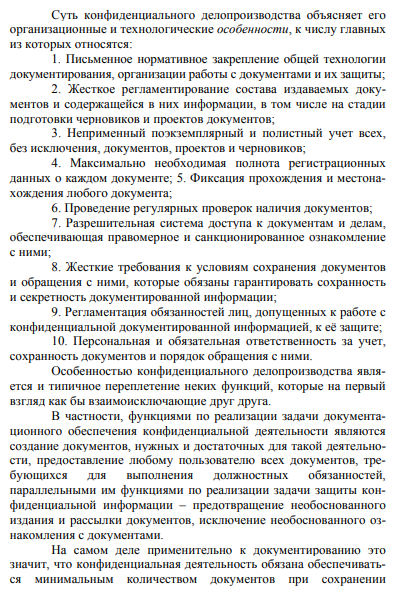 Суть конфиденциального делопроизводства объясняет его
организационные и технологические особенности, к числу главных
из которых относятся:
1. Письменное нормативное закрепление общей технологии
документирования, организации работы с документами и их защиты;
2. Жесткое регламентирование состава издаваемых доку-
ментов и содержащейся в них информации, в том числе на стадии
подготовки черновиков и проектов документов;
3. Неприменный поэкземплярный и полистный учет всех,
без исключения, документов, проектов и черновиков;
4. Максимально необходимая полнота регистрационных
данных о каждом документе; 5. Фиксация прохождения и местона-
хождения любого документа;
6. Проведение регулярных проверок наличия документов;
7. Разрешительная система доступа к документам и делам,
обеспечивающая правомерное и санкционированное ознакомление
с ними;
8. Жесткие требования к условиям сохранения документов
и обращения с ними, которые обязаны гарантировать сохранность
и секретность документированной информации;
9. Регламентация обязанностей лиц, допущенных к работе с
конфиденциальной документированной информацией, к её защите;
10. Персональная и обязательная ответственность за учет,
сохранность документов и порядок обращения с ними.
Особенностью конфиденциального делопроизводства явля-
ется и типичное переплетение неких функций, которые на первый
взгляд как бы взаимоисключающие друг друга.
В частности, функциями по реализации задачи документа-
ционного обеспечения конфиденциальной деятельности являются
создание документов, нужных и достаточных для такой деятельно-
сти, предоставление любому пользователю всех документов, тре-
бующихся для выполнения должностных обязанностей,
параллельными им функциями по реализации задачи защиты кон-
фиденциальной информации – предотвращение необоснованного
издания и рассылки документов, исключение необоснованного оз-
накомления с документами.
На самом деле применительно к документированию это
значит, что конфиденциальная деятельность обязана обеспечивать-
ся минимальным количеством документов при сохранении